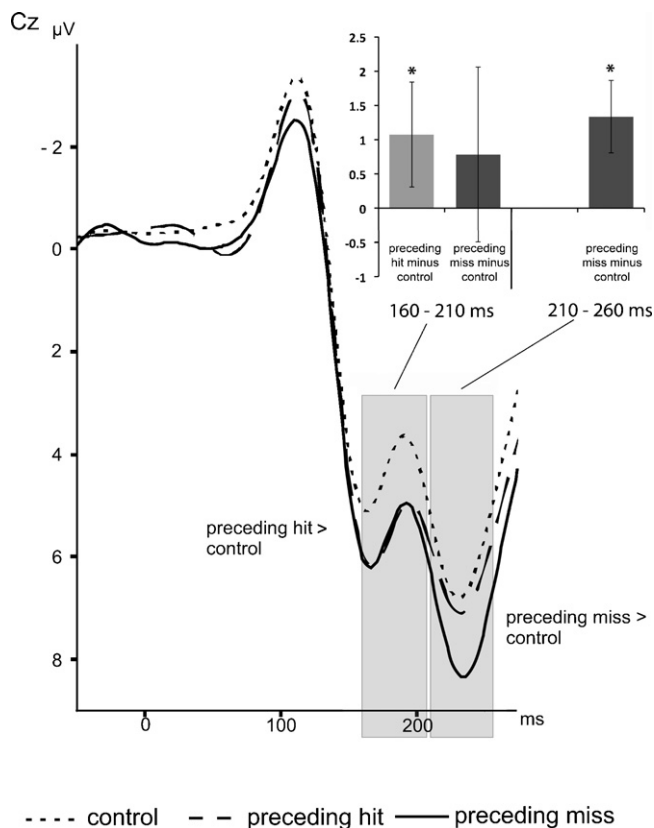 Cz
µV
- 2
0
2
4
6
8
0
100
200
ms
2.5
2
1.5
1
0.5
0
-0.5
-1
*
*
preceding
hit minus
control
preceding
miss minus
control
preceding
miss minus
control
160 - 210 ms
210 - 260 ms
preceding hit >
control
preceding miss >
control
control
preceding hit
preceding miss